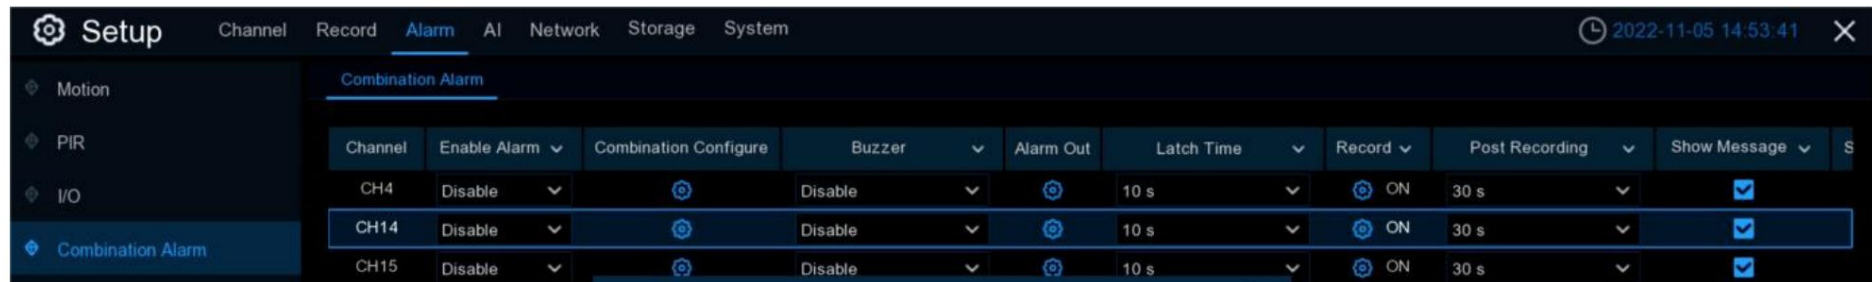 Setup Channel Record Alarm AI Network Storage System 2022-11-05 14:53:41
Motion
Combination Alarm
PIR
Channel Enable Alarm Combination Configure Buzzer Alarm Out Latch Time Record Post Recording Show Message S
I/O
CH4 Disable Disable 10 s ON 30 s
CH14 Disable Disable 10 s ON 30 s
Combination Alarm
CH15 Disable Disable 10 s ON 30 s